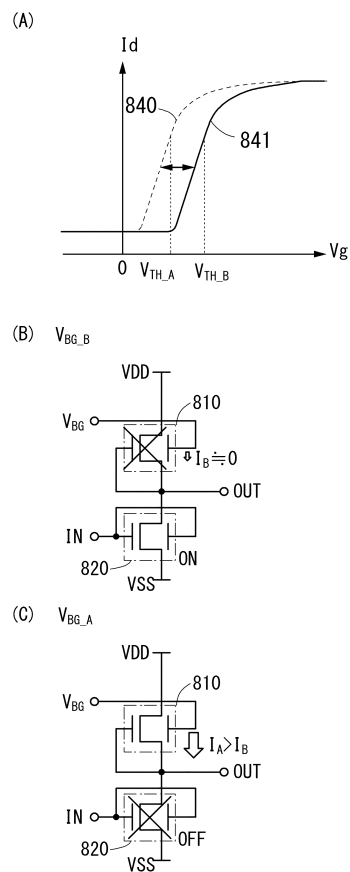 (A)
Id
840
841
0
V_TH_A
V_TH_B
Vg
(B) V_BG_B
VDD
810
V_BG
I_B≒0
OUT
IN
ON
820
VSS
(C) V_BG_A
VDD
810
V_BG
I_A>I_B
OUT
IN
OFF
820
VSS